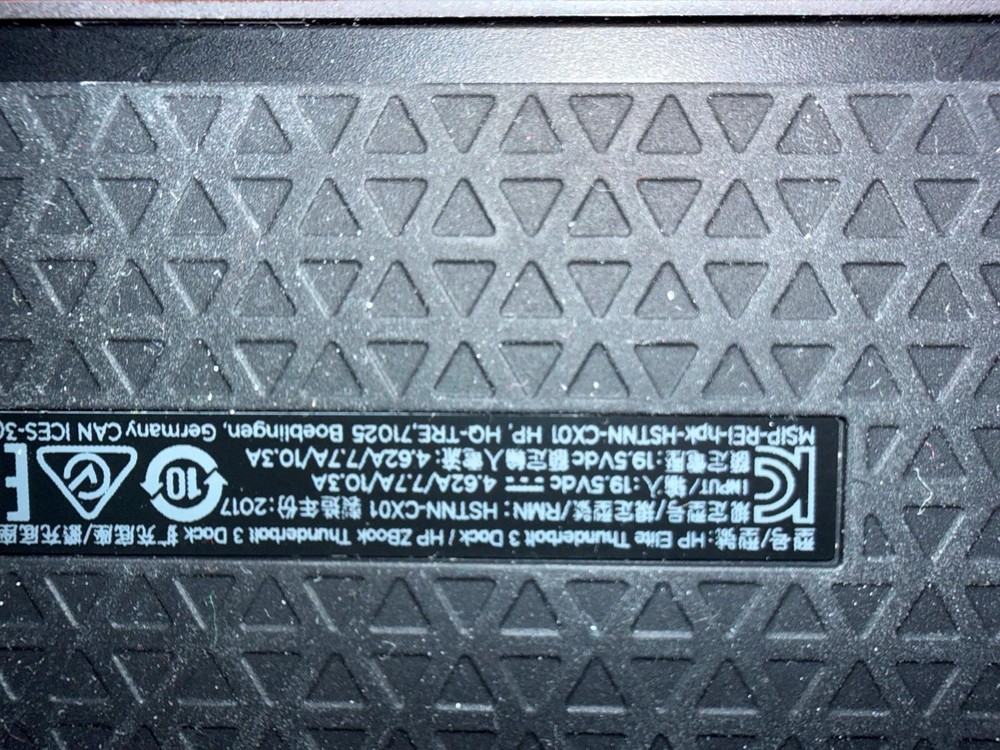 型号/型號: HP Elite Thunderbolt 3 Dock / HP ZBook Thunderbolt 3 Dock 扩充底座/擴充底座
规定型号/規定型號/RMN: HSTNN-CX01 製造年份: 2017
INPUT/输入: 19.5Vdc ⎓ 4.62A/7.7A/10.3A
額定電壓: 19.5Vdc 額定輸入電流: 4.62A/7.7A/10.3A
10
MSIP-REI-hpk-HSTNN-CX01 HP, HQ-TRE,71025 Boeblingen, Germany CAN ICES-3